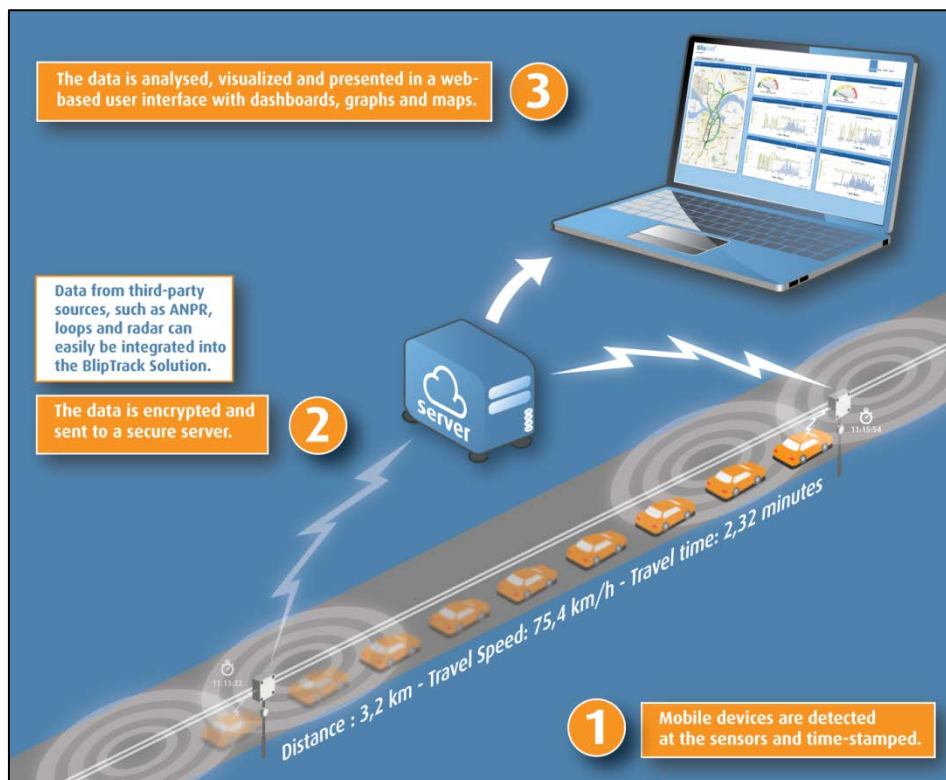 The data is analysed, visualized and presented in a web-
based user interface with dashboards, graphs and maps.
3
BlipTrack
Data from third-party
sources, such as ANPR,
loops and radar can
easily be integrated into
the BlipTrack Solution.
The data is encrypted and
sent to a secure server.
2
server
11:15:54
11:13:22
Distance : 3,2 km - Travel Speed: 75,4 km/h - Travel time: 2,32 minutes
1
Mobile devices are detected
at the sensors and time-stamped.